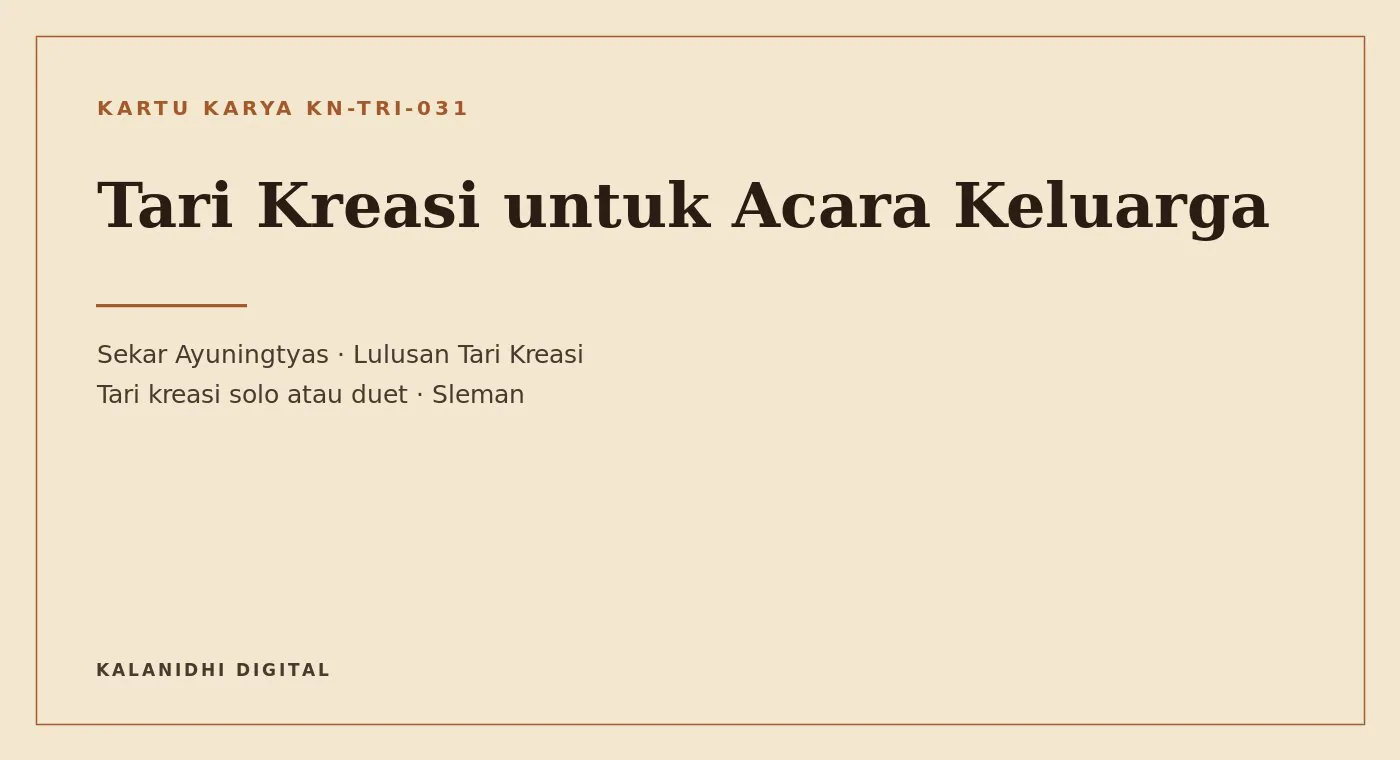 KARTU KARYA KN-TRI-031
Tari Kreasi untuk Acara Keluarga
Sekar Ayuningtyas · Lulusan Tari Kreasi
Tari kreasi solo atau duet · Sleman
KALANIDHI DIGITAL